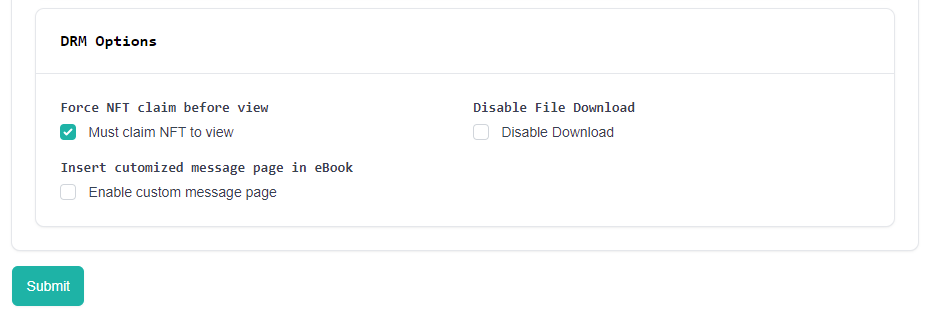 DRM Options
Force NFT claim before view
Disable File Download
Must claim NFT to view
Disable Download
Insert cutomized message page in eBook
Enable custom message page
Submit